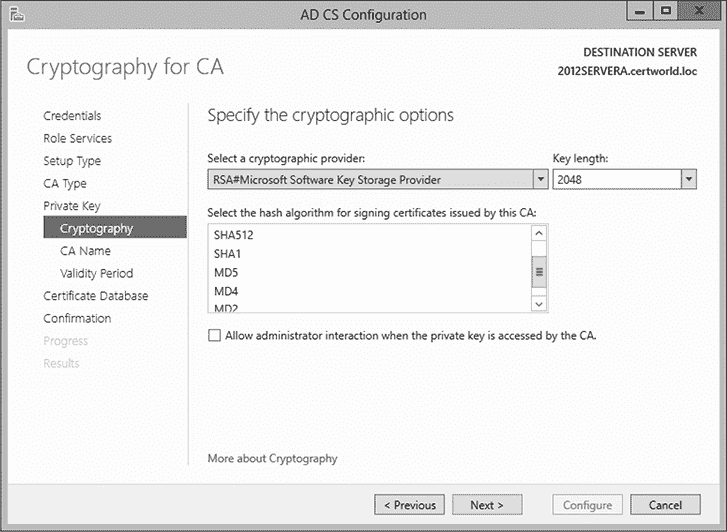 AD CS Configuration
Cryptography for CA
DESTINATION SERVER
2012SERVERA.certworld.loc
Credentials
Role Services
Setup Type
CA Type
Private Key
Cryptography
CA Name
Validity Period
Certificate Database
Confirmation
Progress
Results
Specify the cryptographic options
Select a cryptographic provider:
Key length:
RSA#Microsoft Software Key Storage Provider
2048
Select the hash algorithm for signing certificates issued by this CA:
SHA512
SHA1
MD5
MD4
MD2
Allow administrator interaction when the private key is accessed by the CA.
More about Cryptography
< Previous
Next >
Configure
Cancel